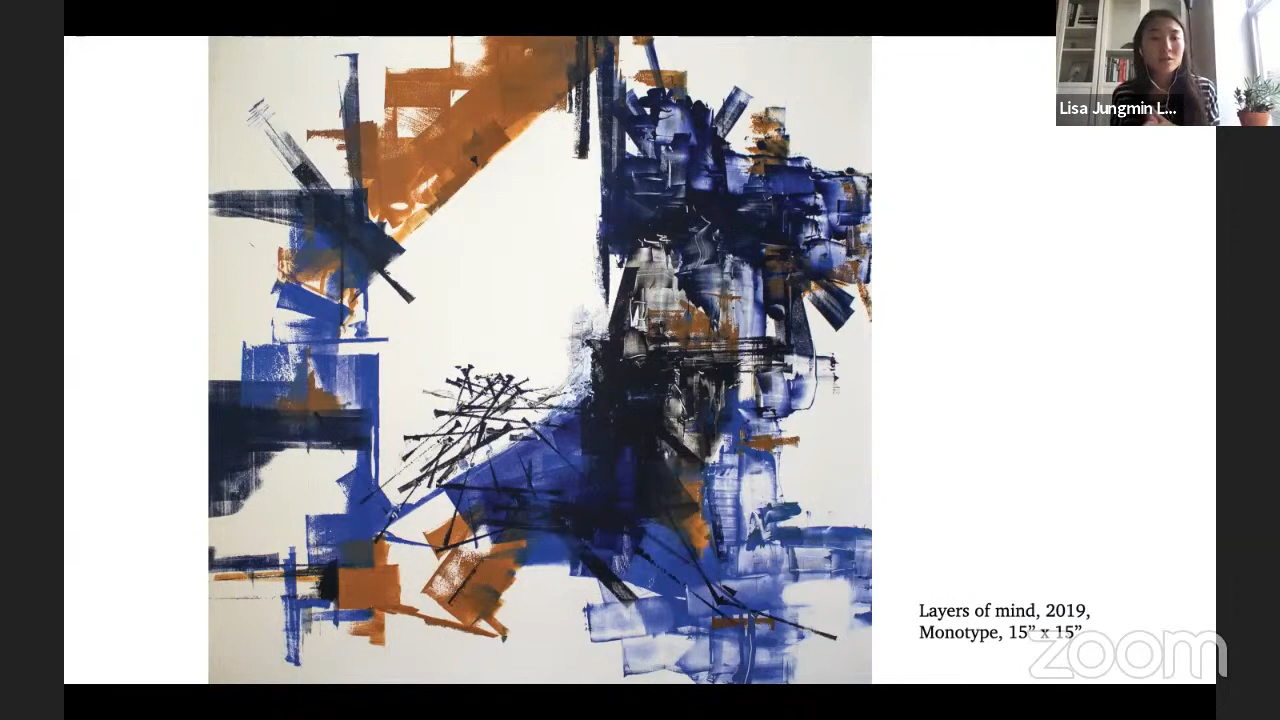 Lisa Jungmin L...
Layers of mind, 2019,
Monotype, 15” x 15”
zoom